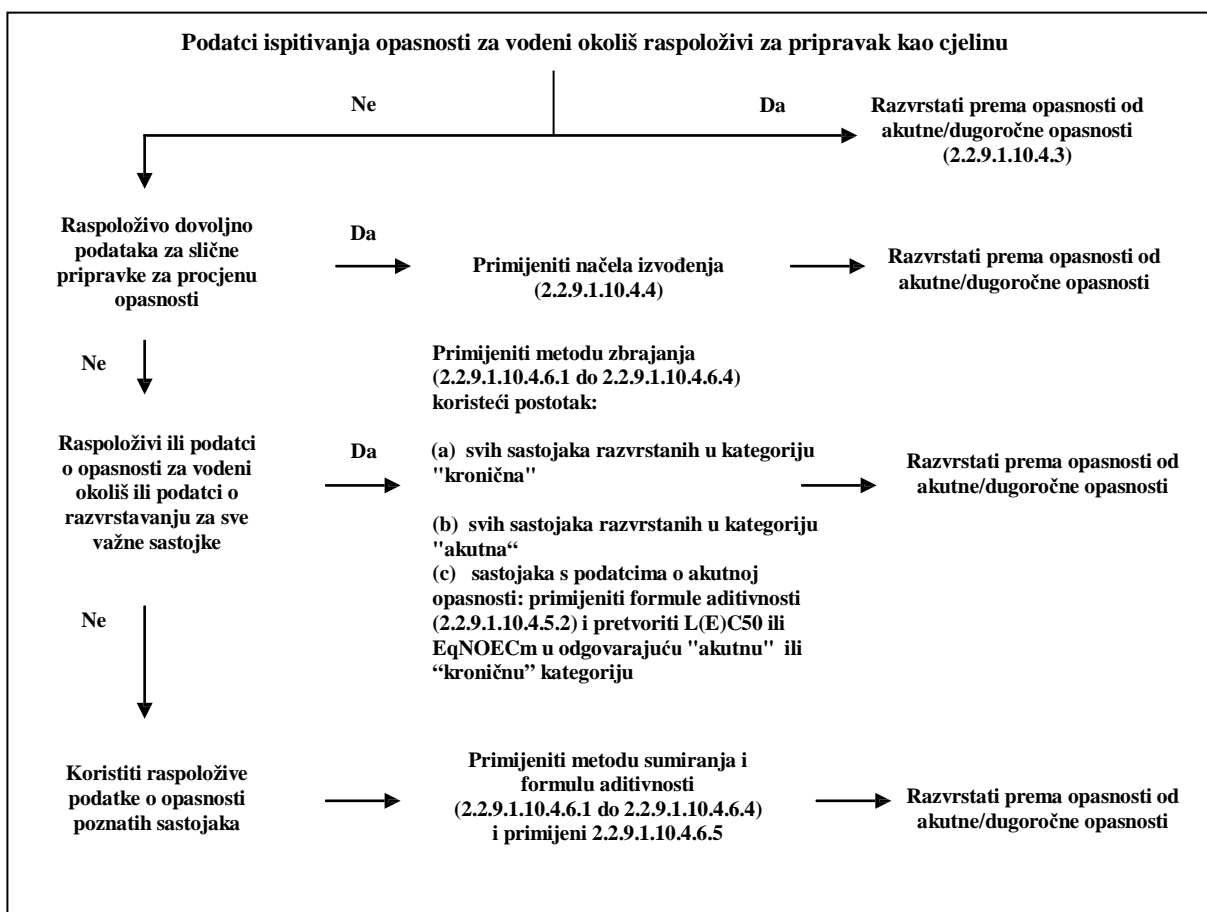 Podatci ispitivanja opasnosti za vodeni okoliš raspoloživi za pripravak kao cjelinu
Ne
Da
Razvrstati prema opasnosti od
akutne/dugoročne opasnosti
(2.2.9.1.10.4.3)
Raspoloživo dovoljno
podataka za slične
pripravke za procjenu
opasnosti
Da
Primijeniti načela izvođenja
(2.2.9.1.10.4.4)
Razvrstati prema opasnosti od
akutne/dugoročne opasnosti
Ne
Primijeniti metodu zbrajanja
(2.2.9.1.10.4.6.1 do 2.2.9.1.10.4.6.4)
koristeći postotak:
Raspoloživi ili podatci
o opasnosti za vodeni
okoliš ili podatci o
razvrstavanju za sve
važne sastojke
Da
(a) svih sastojaka razvrstanih u kategoriju
"kronična"
(b) svih sastojaka razvrstanih u kategoriju
"akutna“
(c) sastojaka s podatcima o akutnoj
opasnosti: primijeniti formule aditivnosti
(2.2.9.1.10.4.5.2) i pretvoriti L(E)C50 ili
EqNOECm u odgovarajuću "akutnu" ili
“kroničnu” kategoriju
Razvrstati prema opasnosti od
akutne/dugoročne opasnosti
Ne
Koristiti raspoložive
podatke o opasnosti
poznatih sastojaka
Primijeniti metodu sumiranja i
formulu aditivnosti
(2.2.9.1.10.4.6.1 do 2.2.9.1.10.4.6.4)
i primijeni 2.2.9.1.10.4.6.5
Razvrstati prema opasnosti od
akutne/dugoročne opasnosti